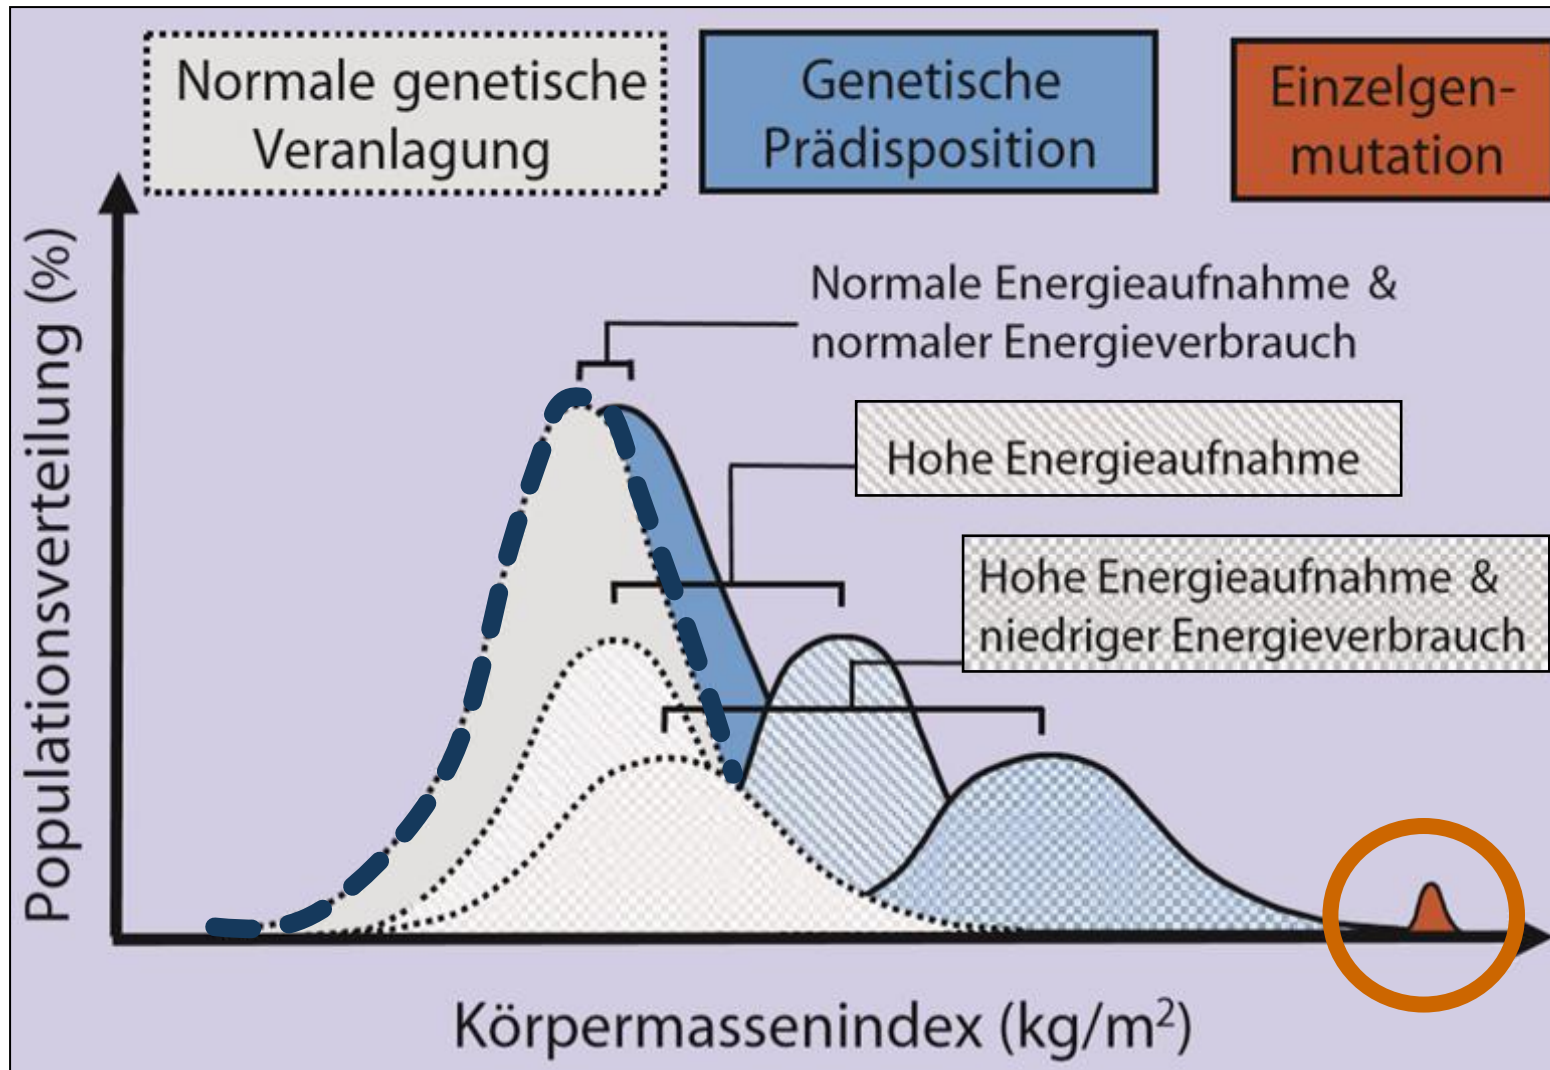 Normale genetische
Veranlagung
Genetische
Prädisposition
Einzelgen-
mutation
Normale Energieaufnahme &
normaler Energieverbrauch
Hohe Energieaufnahme
Hohe Energieaufnahme &
niedriger Energieverbrauch
Populationsverteilung (%)
Körpermassenindex (kg/m²)